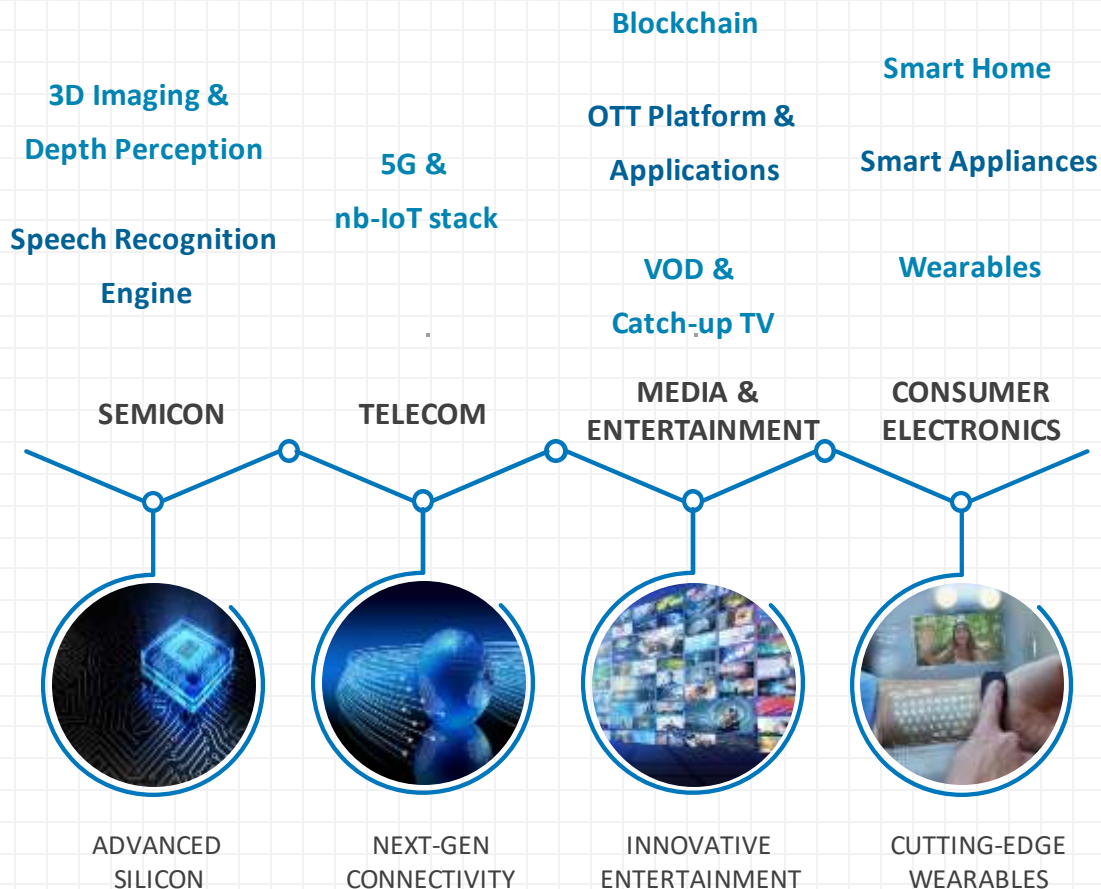 3D Imaging &
Depth Perception
Speech Recognition
Engine
SEMICON
ADVANCED
SILICON
5G &
nb-IoT stack
TELECOM
NEXT-GEN
CONNECTIVITY
Blockchain
OTT Platform &
Applications
VOD &
Catch-up TV
MEDIA &
ENTERTAINMENT
INNOVATIVE
ENTERTAINMENT
Smart Home
Smart Appliances
Wearables
CONSUMER
ELECTRONICS
CUTTING-EDGE
WEARABLES